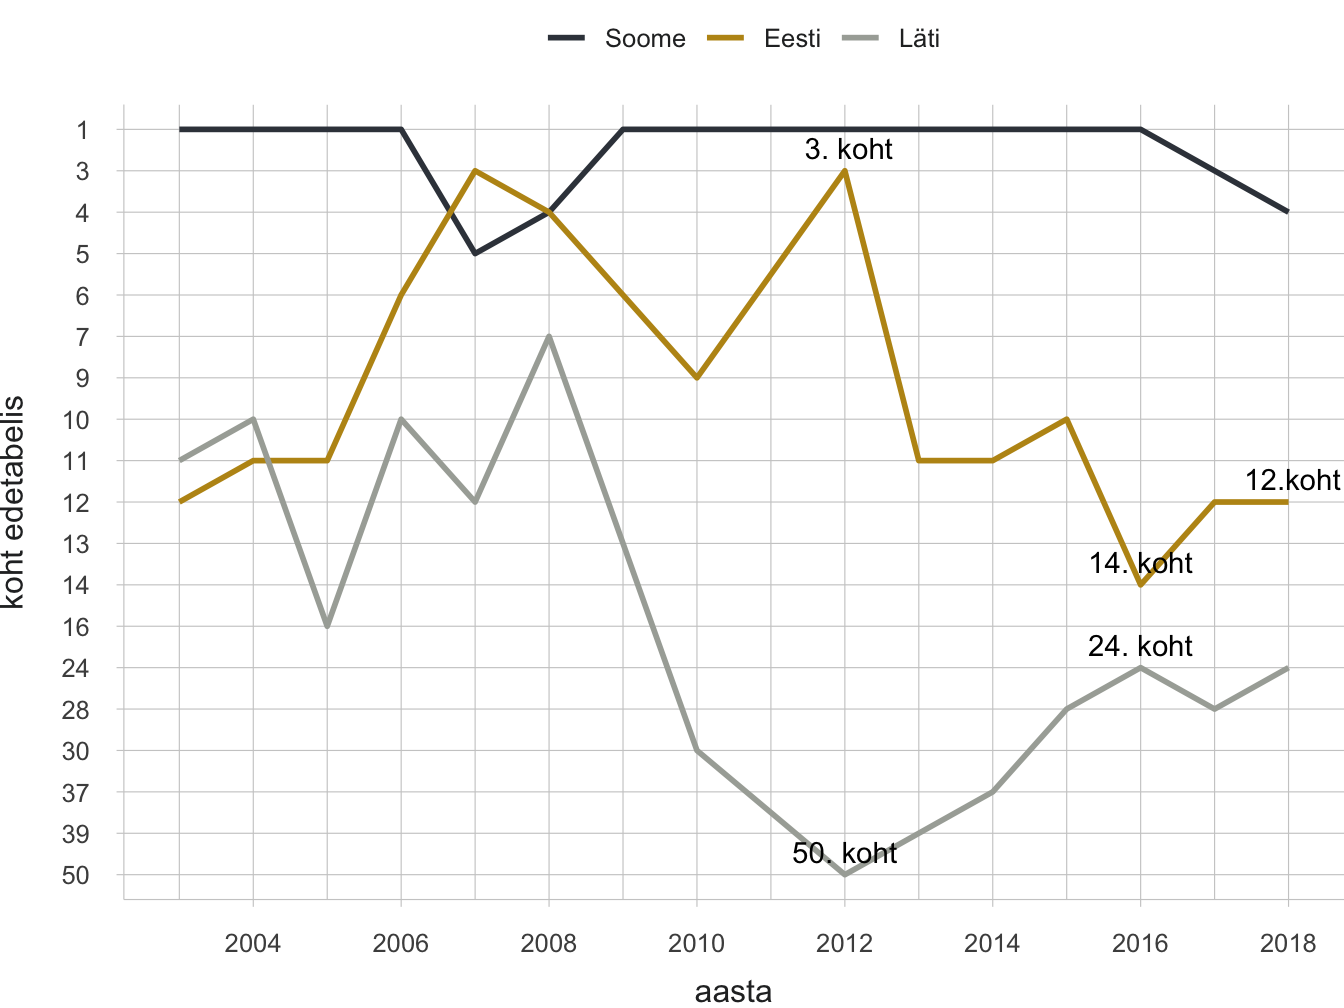 Soome Eesti Läti
1
3. koht
3
4
5
6
7
9
10
11
12.koht
12
13
14. koht
14
16
24. koht
24
28
30
37
39
50. koht
50
koht edetabelis
2004 2006 2008 2010 2012 2014 2016 2018
aasta